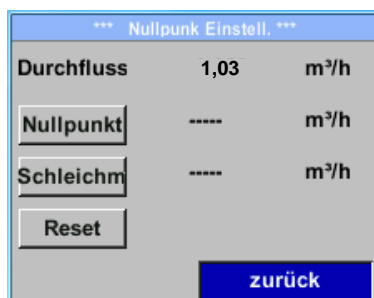 *** Nullpunk Einstell. ***
Durchfluss 1,03 m³/h
Nullpunkt ----- m³/h
Schleichm ----- m³/h
Reset
zurück